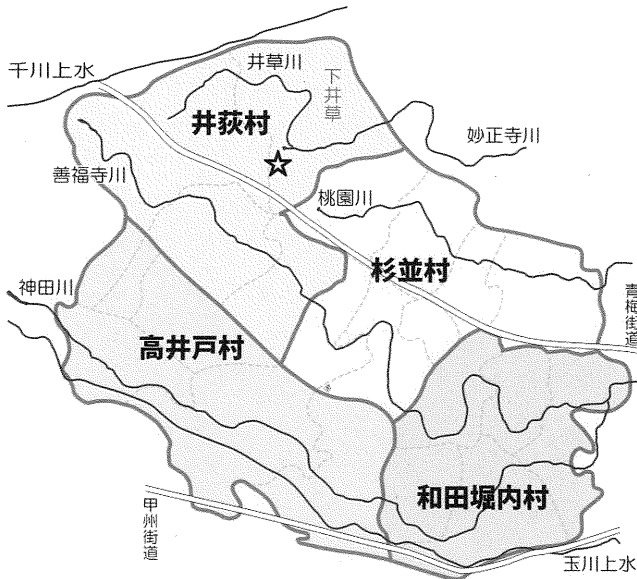 千川上水
井草川
下井草
井荻村
妙正寺川
善福寺川
桃園川
杉並村
神田川
青梅街道
高井戸村
和田堀内村
甲州街道
玉川上水